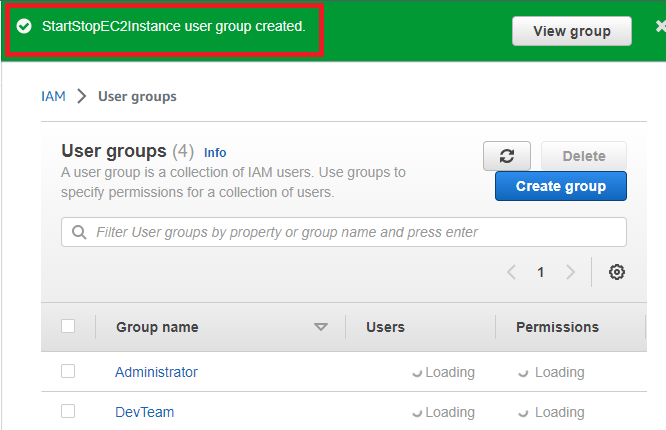 StartStopEC2Instance user group created.
View group
IAM > User groups
User groups (4) Info
A user group is a collection of IAM users. Use groups to
specify permissions for a collection of users.
Delete
Create group
Filter User groups by property or group name and press enter
1
Group name Users Permissions
Administrator Loading Loading
DevTeam Loading Loading